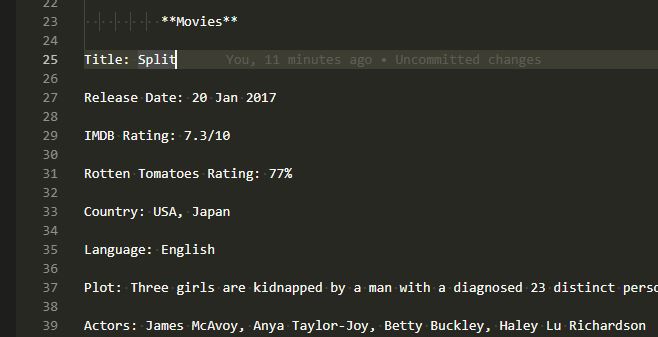 22
23 **Movies**
24
25 Title: Split You, 11 minutes ago • Uncommitted changes
26
27 Release Date: 20 Jan 2017
28
29 IMDB Rating: 7.3/10
30
31 Rotten Tomatoes Rating: 77%
32
33 Country: USA, Japan
34
35 Language: English
36
37 Plot: Three girls are kidnapped by a man with a diagnosed 23 distinct perso
38
39 Actors: James McAvoy, Anya Taylor-Joy, Betty Buckley, Haley Lu Richardson